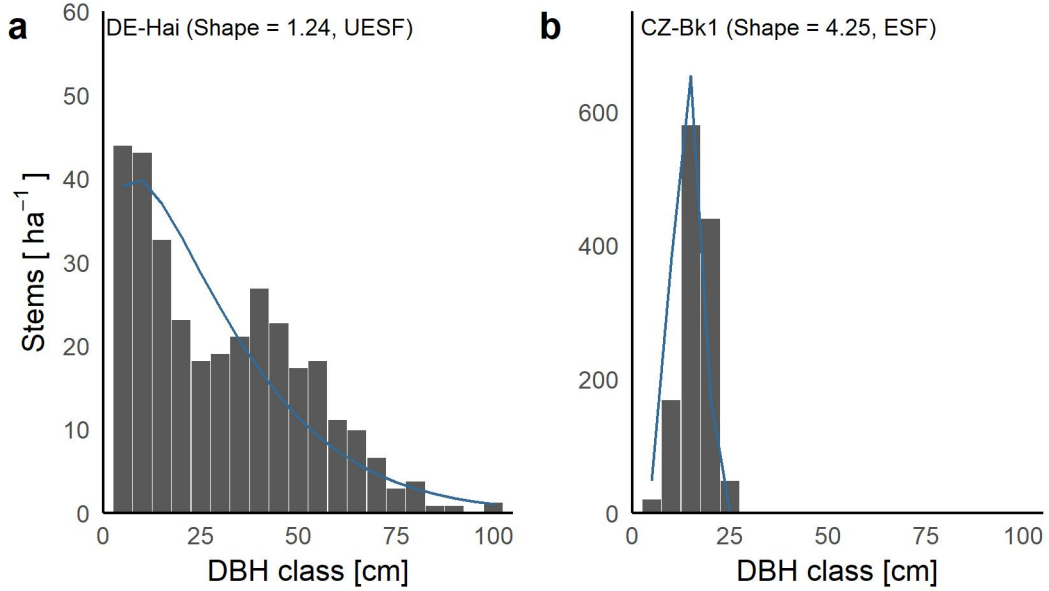 a
DE-Hai (Shape = 1.24, UESF)
60
50
40
30
20
10
0
Stems [ ha⁻¹ ]
0 25 50 75 100
DBH class [cm]
b
CZ-Bk1 (Shape = 4.25, ESF)
600
400
200
0
0 25 50 75 100
DBH class [cm]